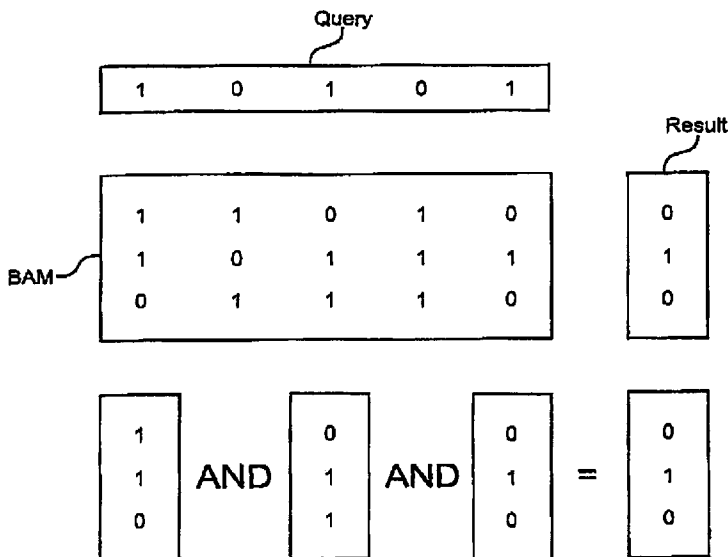 Query
1 0 1 0 1
Result
1 1 0 1 0 0
BAM
1 0 1 1 1 1
0 1 1 1 0 0
1 0 0 0
1 AND 1 AND 1 = 1
0 1 0 0